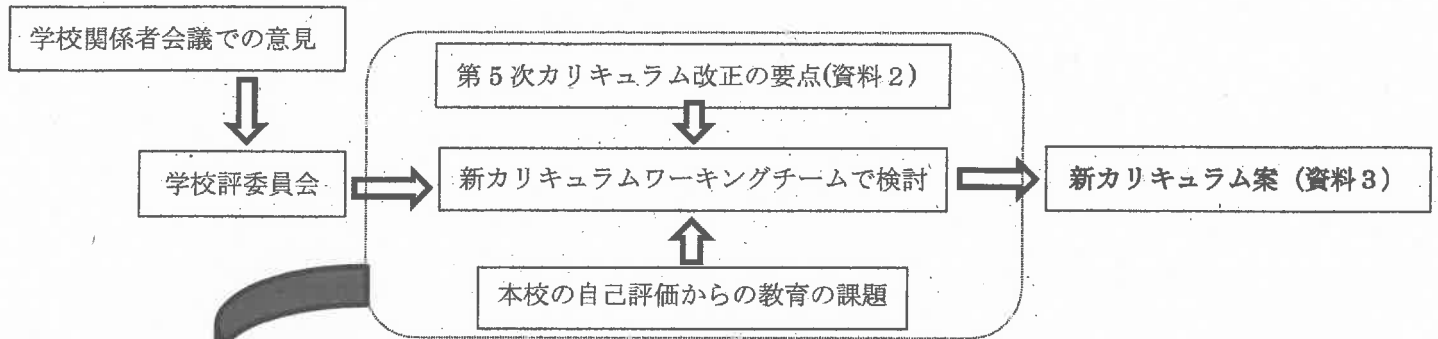 学校関係者会議での意見
第5次カリキュラム改正の要点(資料2)
学校評委員会
新カリキュラムワーキングチームで検討
新カリキュラム案（資料3）
本校の自己評価からの教育の課題